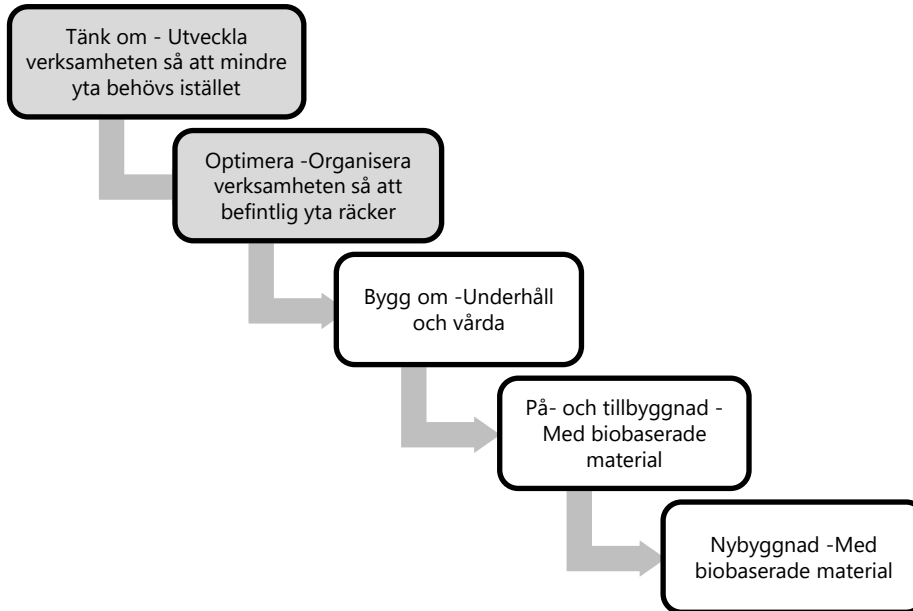 Tänk om - Utveckla
verksamheten så att mindre
yta behövs istället
Optimera -Organisera
verksamheten så att
befintlig yta räcker
Bygg om -Underhåll
och vårda
På- och tillbyggnad -
Med biobaserade
material
Nybyggnad -Med
biobaserade material